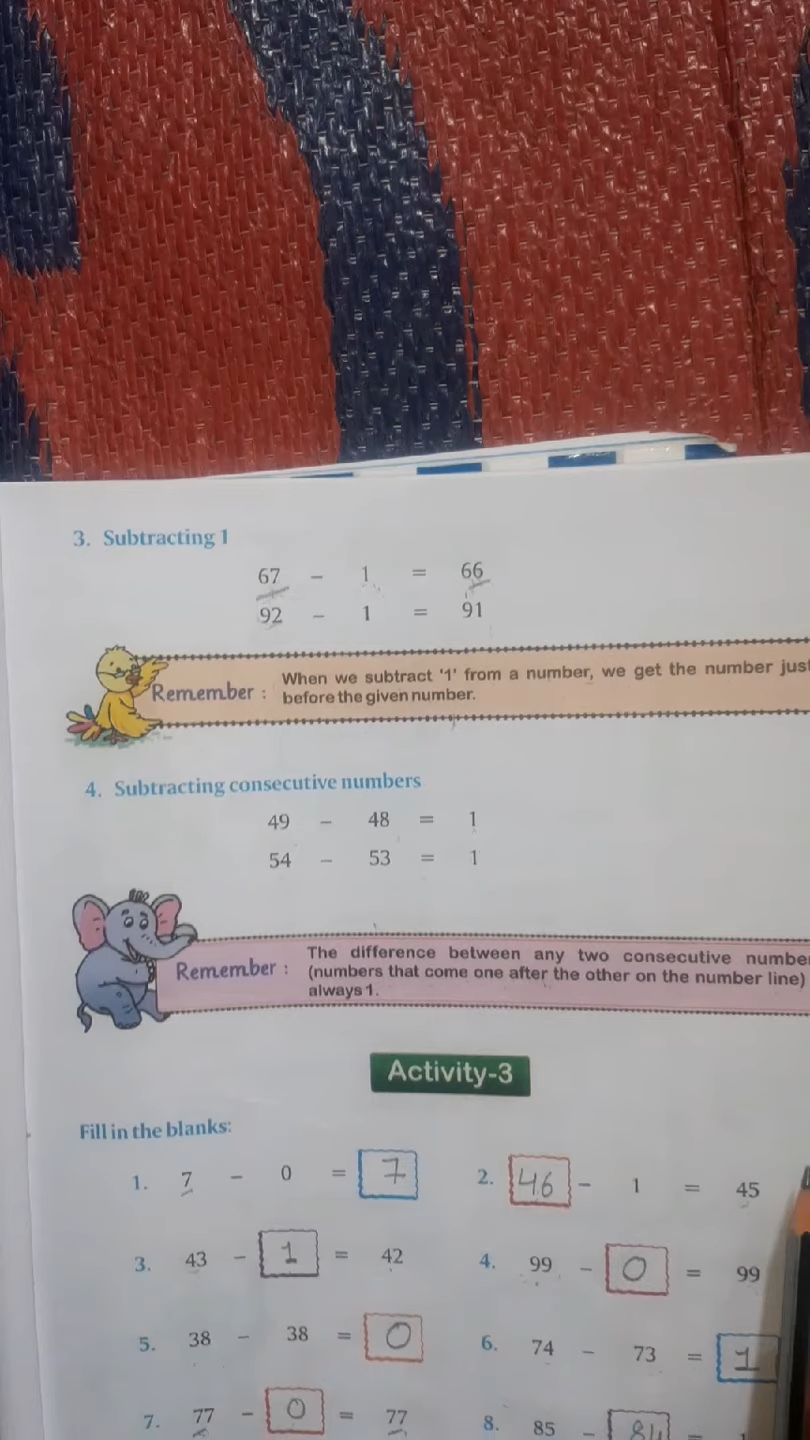 3. Subtracting 1
67 - 1 = 66
92 - 1 = 91
Remember : When we subtract '1' from a number, we get the number just
before the given number.
4. Subtracting consecutive numbers
49 - 48 = 1
54 - 53 = 1
Remember : The difference between any two consecutive
(numbers that come one after the other on the number line)
always 1.
Activity-3
Fill in the blanks:
1. 7 - 0 = 7 2. 46 - 1 = 45
3. 43 - 1 = 42 4. 99 - 0 = 99
5. 38 - 38 = 0 6. 74 - 73 = 1
7. 77 - 0 = 77 8. 85 - 84 =